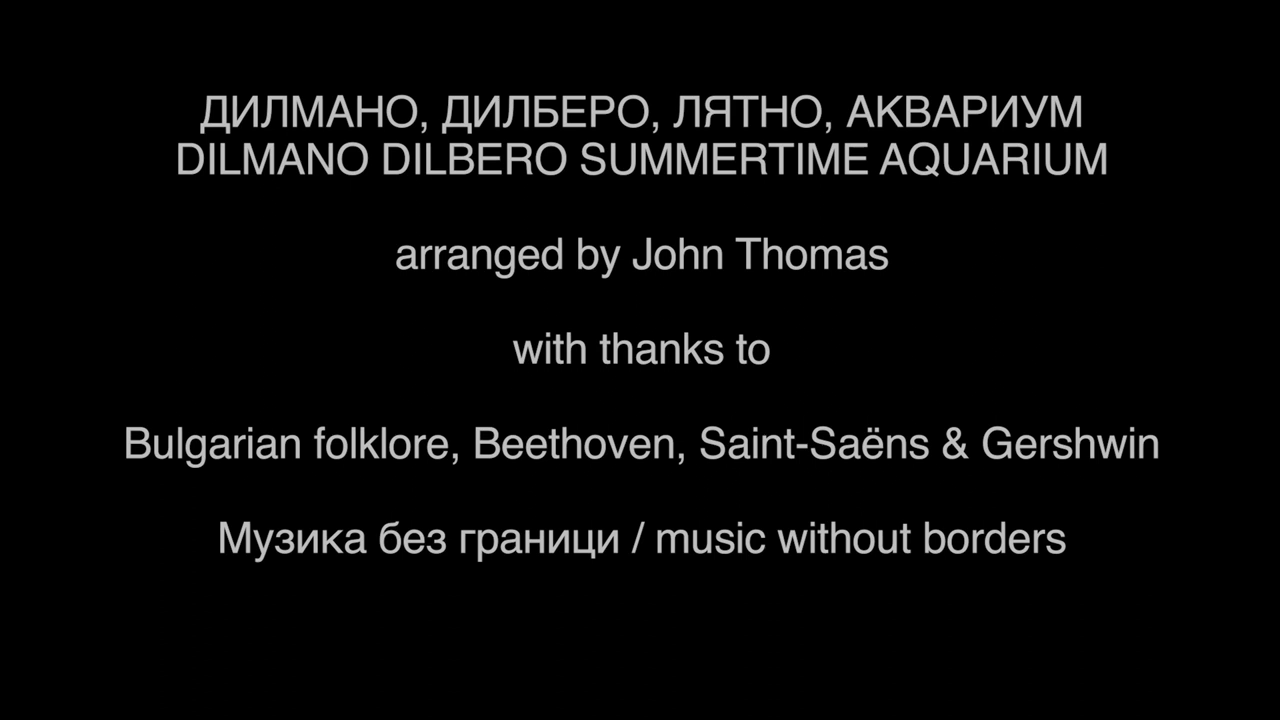 ДИЛМАНО, ДИЛБЕРО, ЛЯТНО, АКВАРИУМ
DILMANO DILBERO SUMMERTIME AQUARIUM
arranged by John Thomas
with thanks to
Bulgarian folklore, Beethoven, Saint-Saëns & Gershwin
Музика без граници / music without borders